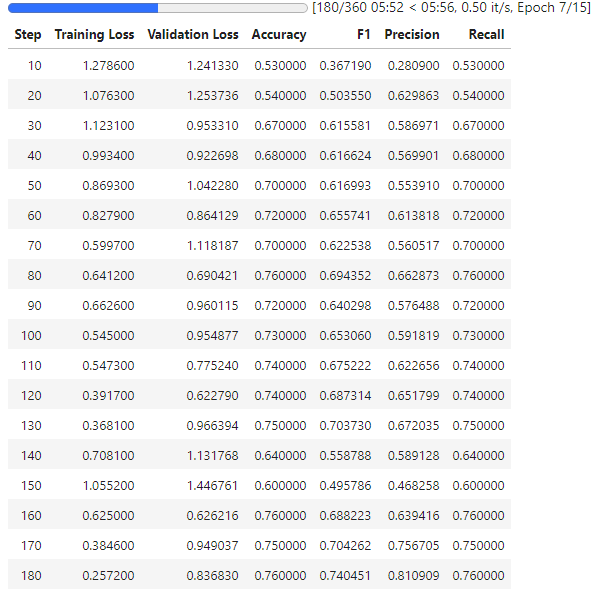 [180/360 05:52 < 05:56, 0.50 it/s, Epoch 7/15]
Step Training Loss Validation Loss Accuracy F1 Precision Recall
10 1.278600 1.241330 0.530000 0.367190 0.280900 0.530000
20 1.076300 1.253736 0.540000 0.503550 0.629863 0.540000
30 1.123100 0.953310 0.670000 0.615581 0.586971 0.670000
40 0.993400 0.922698 0.680000 0.616624 0.569901 0.680000
50 0.869300 1.042280 0.700000 0.616993 0.553910 0.700000
60 0.827900 0.864129 0.720000 0.655741 0.613818 0.720000
70 0.599700 1.118187 0.700000 0.622538 0.560517 0.700000
80 0.641200 0.690421 0.760000 0.694352 0.662873 0.760000
90 0.662600 0.960115 0.720000 0.640298 0.576488 0.720000
100 0.545000 0.954877 0.730000 0.653060 0.591819 0.730000
110 0.547300 0.775240 0.740000 0.675222 0.622656 0.740000
120 0.391700 0.622790 0.740000 0.687314 0.651799 0.740000
130 0.368100 0.966394 0.750000 0.703730 0.672035 0.750000
140 0.708100 1.131768 0.640000 0.558788 0.589128 0.640000
150 1.055200 1.446761 0.600000 0.495786 0.468258 0.600000
160 0.625000 0.626216 0.760000 0.688223 0.639416 0.760000
170 0.384600 0.949037 0.750000 0.704262 0.756705 0.750000
180 0.257200 0.836830 0.760000 0.740451 0.810909 0.760000